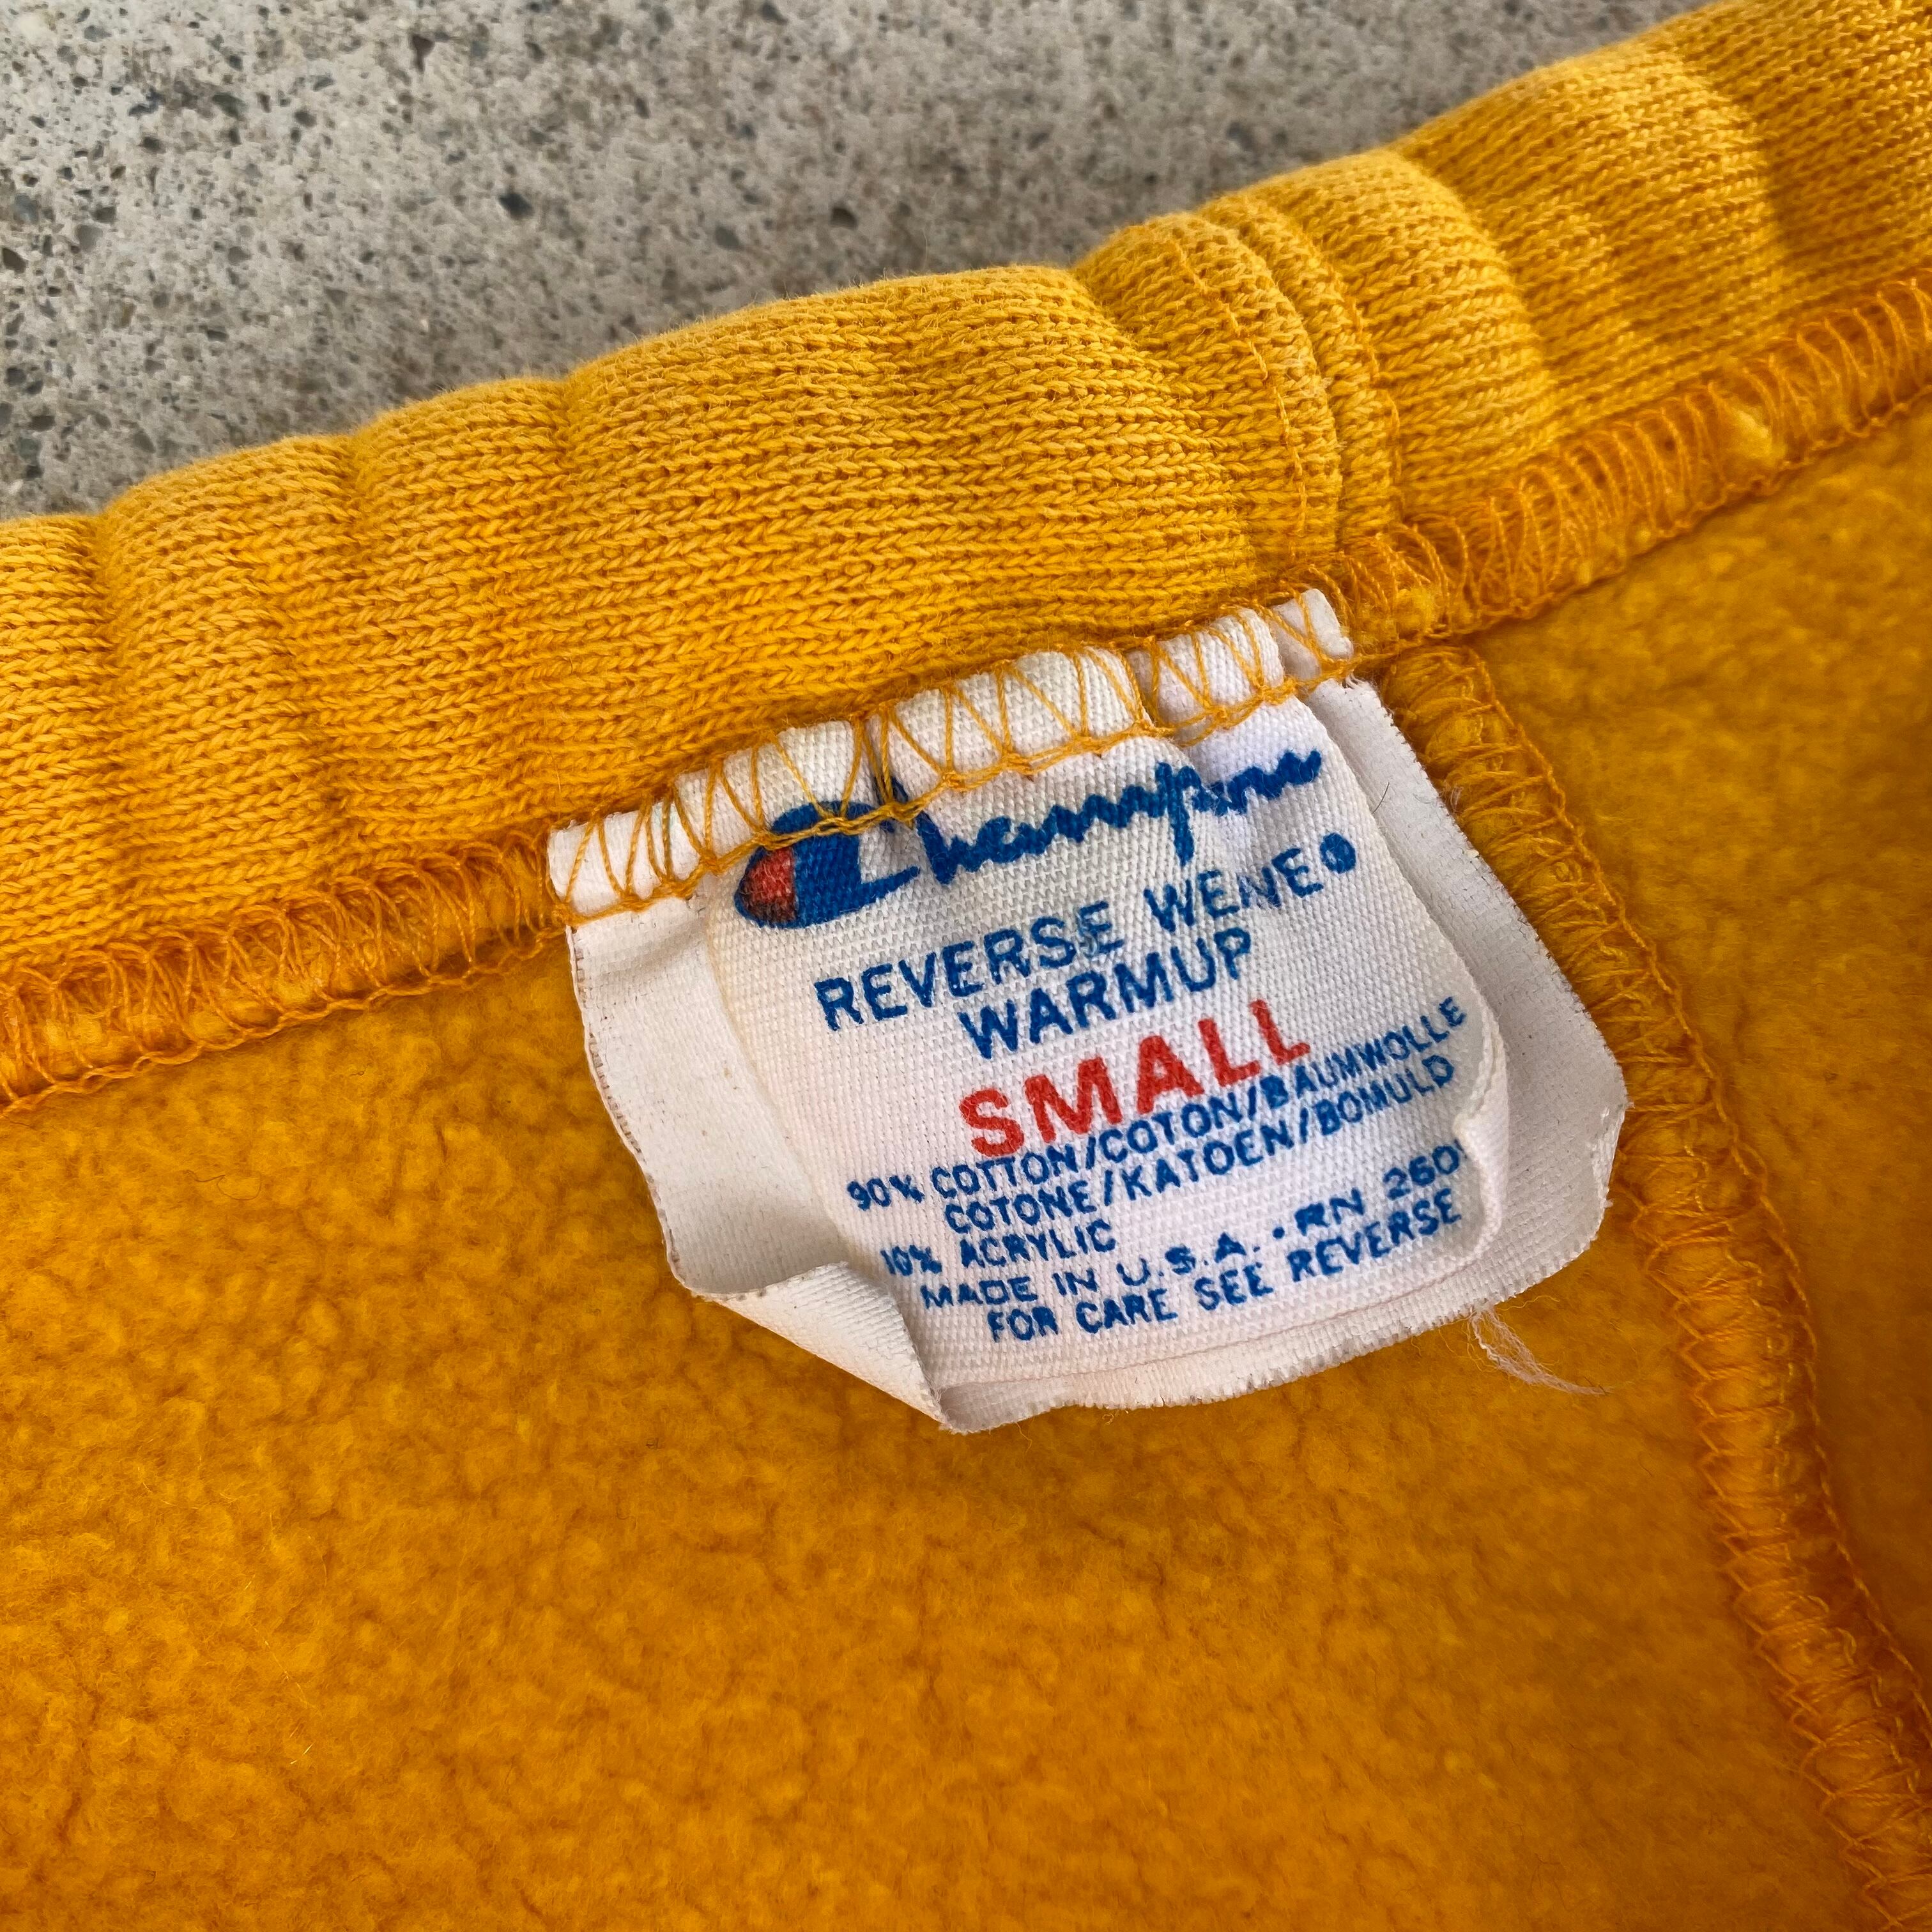 Champion
REVERSE WEAVE
WARMUP
SMALL
90% COTTON/COTON/BAUMWOLLE
COTONE/KATOEN/BOMULD
10% ACRYLIC
MADE IN U.S.A. • RN 260
FOR CARE SEE REVERSE